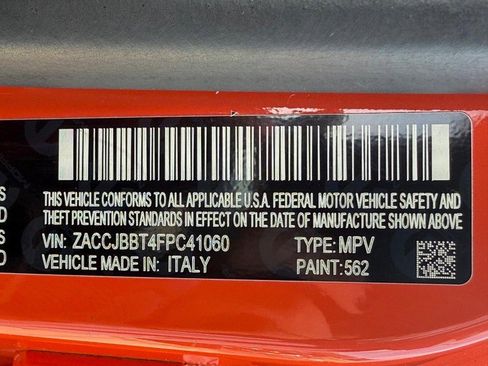 THIS VEHICLE CONFORMS TO ALL APPLICABLE U.S.A. FEDERAL MOTOR VEHICLE SAFETY AND
THEFT PREVENTION STANDARDS IN EFFECT ON THE DATE OF MANUFACTURE SHOWN ABOVE
VIN: ZACCJBBT4FPC41060 TYPE: MPV
VEHICLE MADE IN: ITALY PAINT: 562